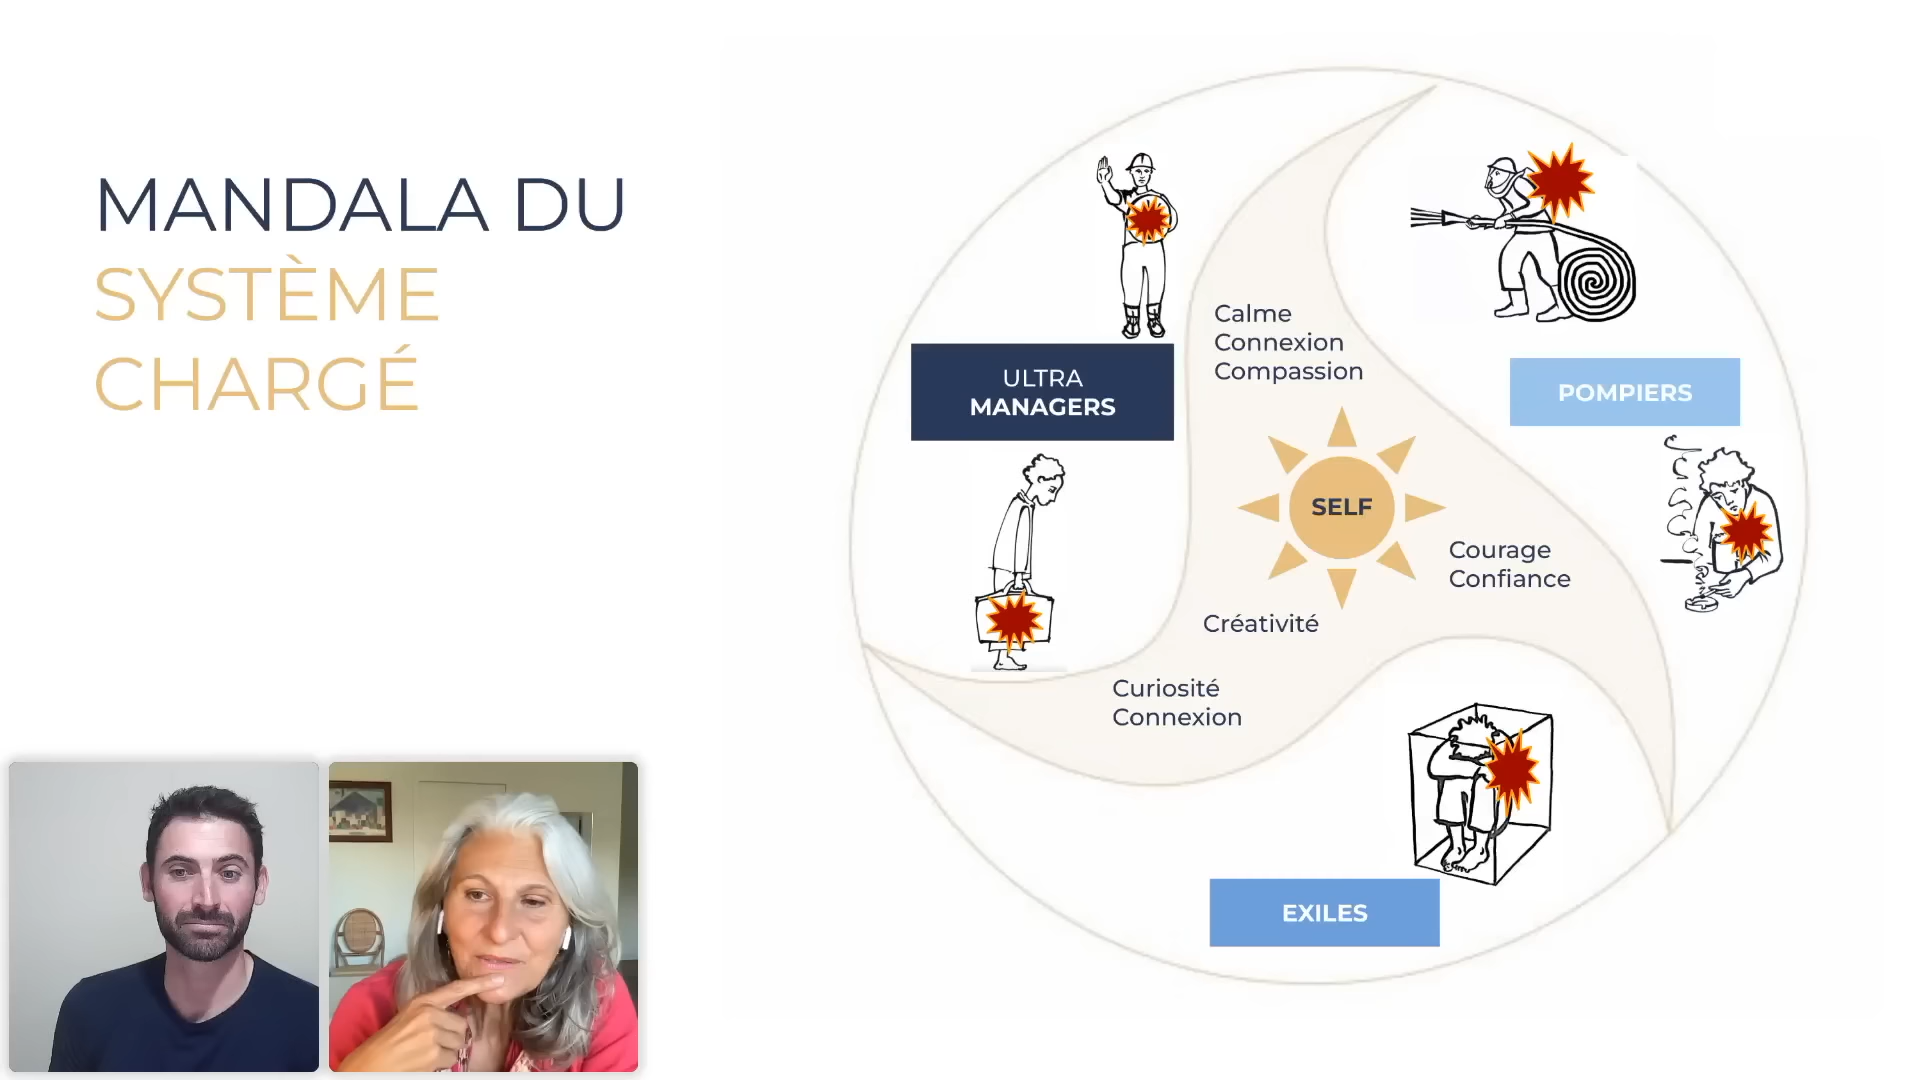 MANDALA DU
SYSTÈME
CHARGÉ
ULTRA
MANAGERS
Calme
Connexion
Compassion
POMPIERS
SELF
Courage
Confiance
Créativité
Curiosité
Connexion
EXILES